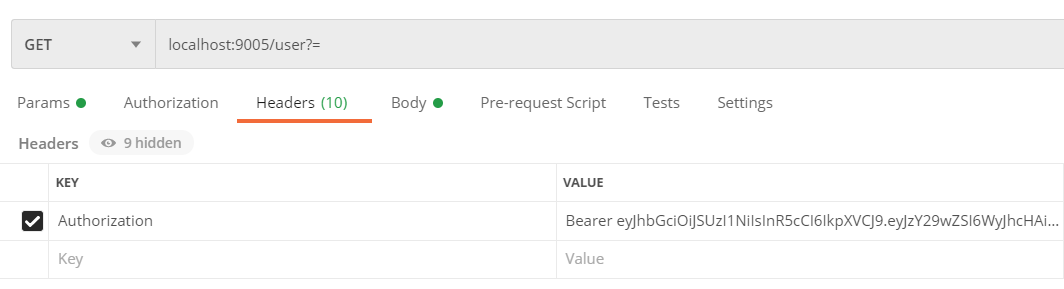 GET localhost:9005/user?=
Params Authorization Headers (10) Body Pre-request Script Tests Settings
Headers 9 hidden
KEY VALUE
Authorization Bearer eyJhbGciOiJSUzI1NiIsInR5cCI6IkpXVCJ9.eyJzY29wZSI6WyJhcHAi...
Key Value